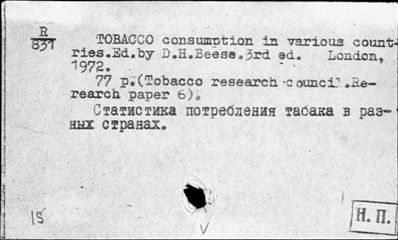 R
831
TOBACCO consumption in various count-
ries.Ed.by D.H.Beese.3rd ed. London,
1972.
77 p.(Tobacco research council.Re-
rearch paper 6).
Статистика потребления табака в раз-
ных странах.
15
V
Н. П.